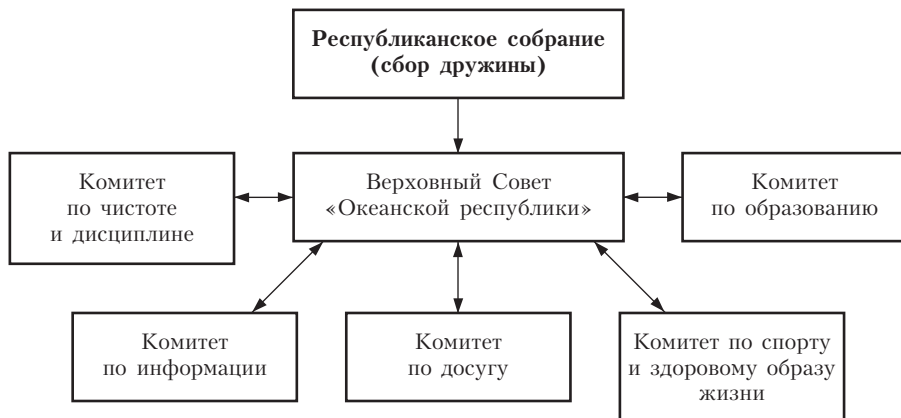 Республиканское собрание
(сбор дружины)
Комитет
по чистоте
и дисциплине
Верховный Совет
«Океанской республики»
Комитет
по образованию
Комитет
по информации
Комитет
по досугу
Комитет по спорту
и здоровому образу
жизни